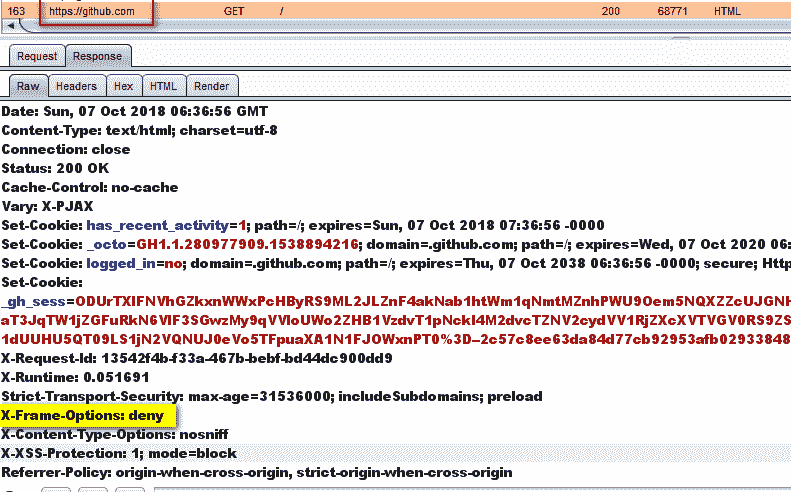 163 https://github.com GET / 200 68771 HTML
Request Response
Raw Headers Hex HTML Render
Date: Sun, 07 Oct 2018 06:36:56 GMT
Content-Type: text/html; charset=utf-8
Connection: close
Status: 200 OK
Cache-Control: no-cache
Vary: X-PJAX
Set-Cookie: has_recent_activity=1; path=/; expires=Sun, 07 Oct 2018 07:36:56 -0000
Set-Cookie: _octo=GH1.1.280977909.1538894216; domain=.github.com; path=/; expires=Wed, 07 Oct 2020 06:
Set-Cookie: logged_in=no; domain=.github.com; path=/; expires=Thu, 07 Oct 2038 06:36:56 -0000; secure; Http
Set-Cookie:
X-Request-Id: 13542f4b-f33a-467b-bebf-bd44dc900dd9
X-Runtime: 0.051691
Strict-Transport-Security: max-age=31536000; includeSubdomains; preload
X-Frame-Options: deny
X-Content-Type-Options: nosniff
X-XSS-Protection: 1; mode=block
Referrer-Policy: origin-when-cross-origin, strict-origin-when-cross-origin